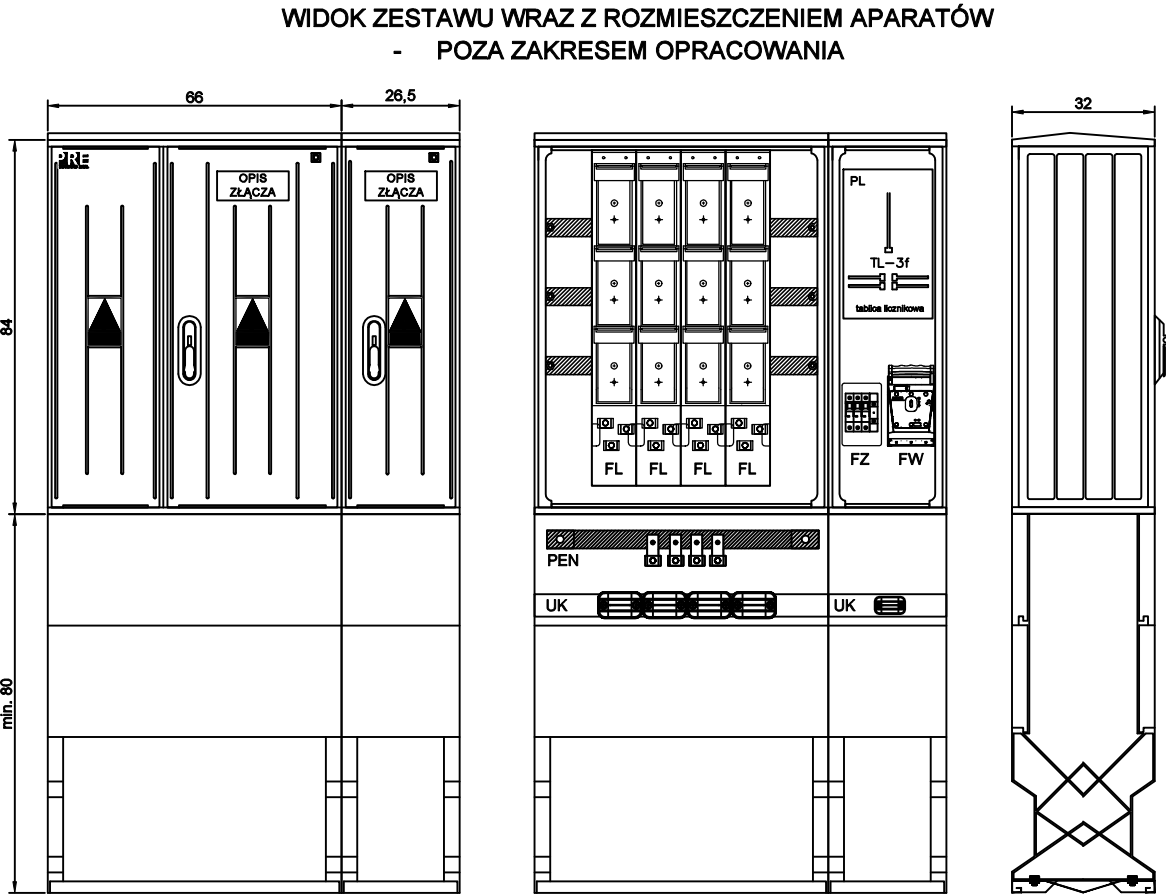 WIDOK ZESTAWU WRAZ Z ROZMIESZCZENIEM APARATÓW
- POZA ZAKRESEM OPRACOWANIA
66
26,5
32
84
min. 80
PRE
OPIS
ZŁĄCZA
OPIS
ZŁĄCZA
PL
TL-3f
tablica licznikowa
FZ
FW
FL
FL
FL
FL
PEN
UK
UK